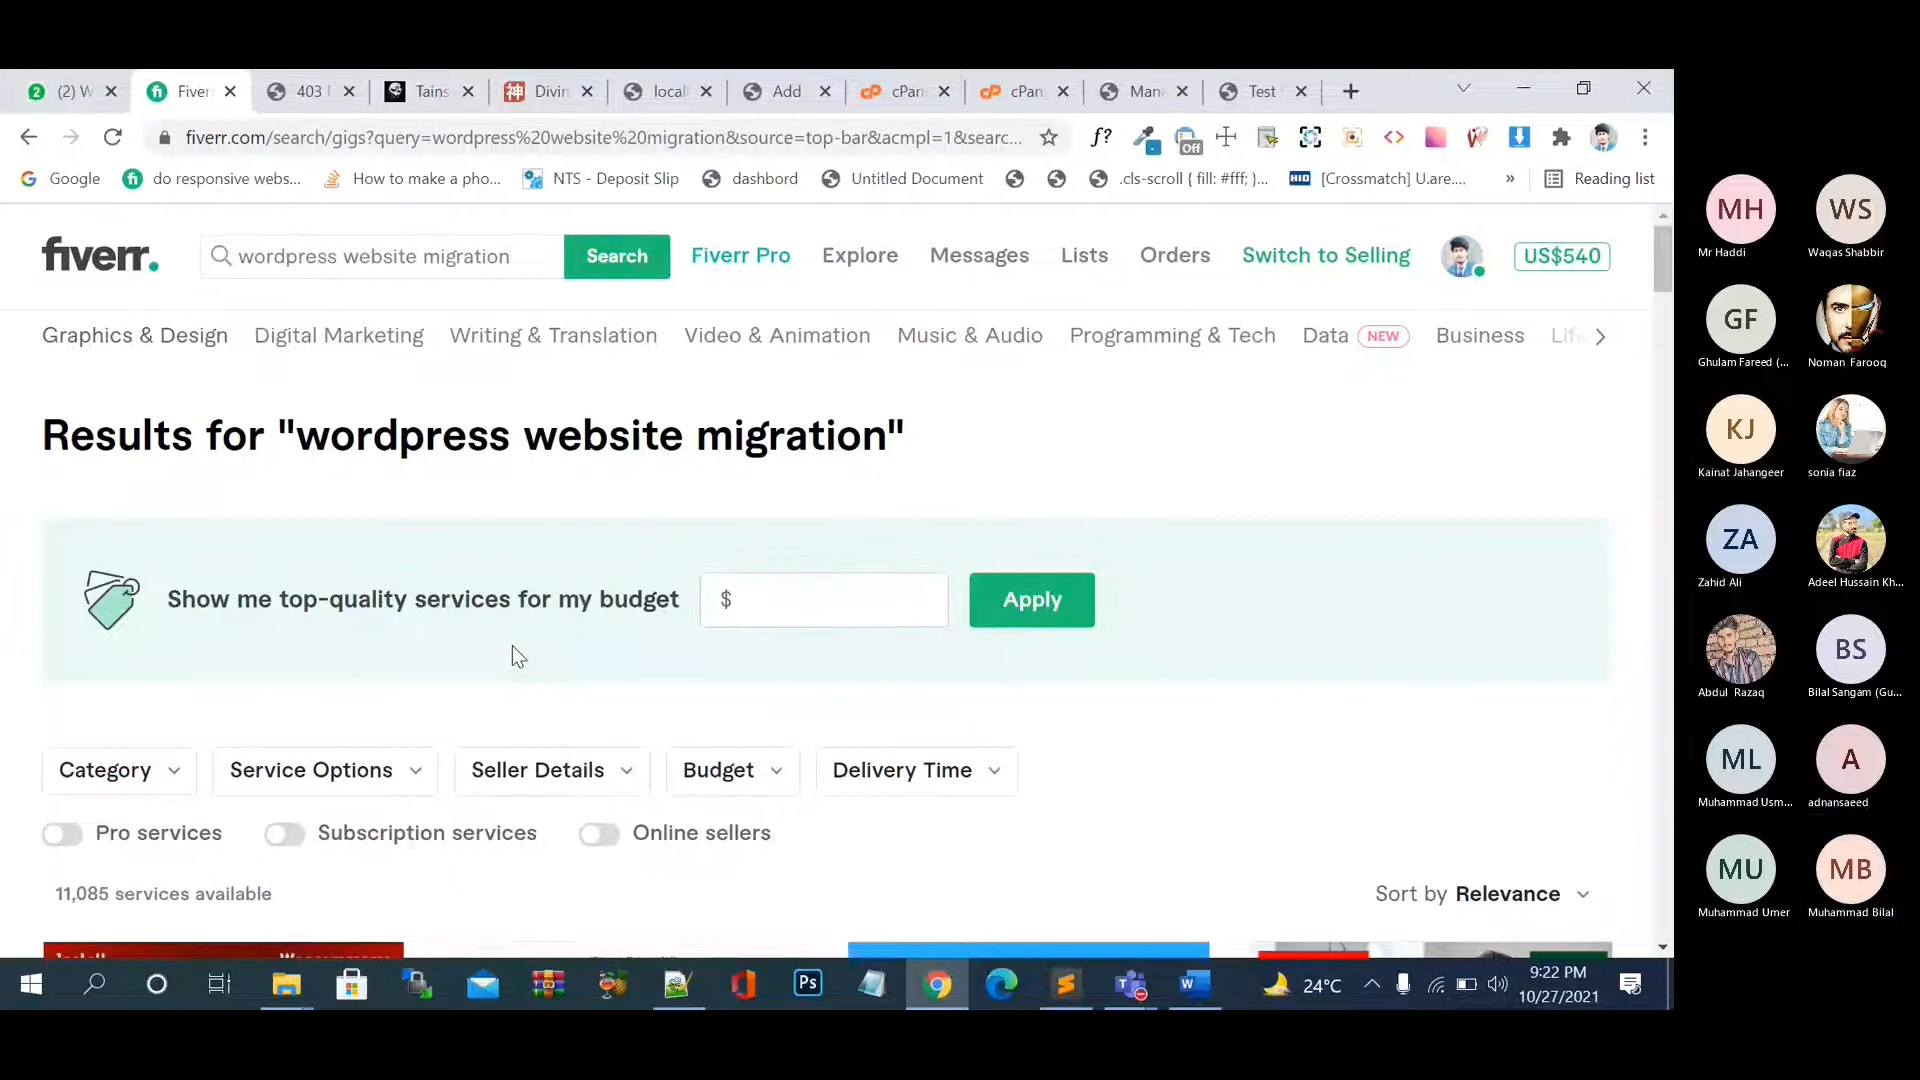 (2) W
Fiver
403
Tains
Divin
local
Add
cPan
cPan
Man
Test
fiverr.com/search/gigs?query=wordpress%20website%20migration&source=top-bar&acmpl=1&searc...
Off
Google
do responsive webs...
How to make a pho...
NTS - Deposit Slip
dashbord
Untitled Document
.cls-scroll { fill: #fff; }...
HID
[Crossmatch] U.are....
»
Reading list
fiverr.
wordpress website migration
Search
Fiverr Pro
Explore
Messages
Lists
Orders
Switch to Selling
US$540
Graphics & Design
Digital Marketing
Writing & Translation
Video & Animation
Music & Audio
Programming & Tech
Data NEW
Business
Results for "wordpress website migration"
Show me top-quality services for my budget
$
Apply
Category
Service Options
Seller Details
Budget
Delivery Time
Pro services
Subscription services
Online sellers
11,085 services available
Sort by Relevance
Ps
24°C
9:22 PM
10/27/2021
MH
Mr Haddi
WS
Waqas Shabbir
GF
Ghulam Fareed (...
Noman Farooq
KJ
Kainat Jahangeer
sonia fiaz
ZA
Zahid Ali
Adeel Hussain Kh...
Abdul Razaq
BS
Bilal Sangam (Gu...
ML
Muhammad Usm...
A
adnansaeed
MU
Muhammad Umer
MB
Muhammad Bilal